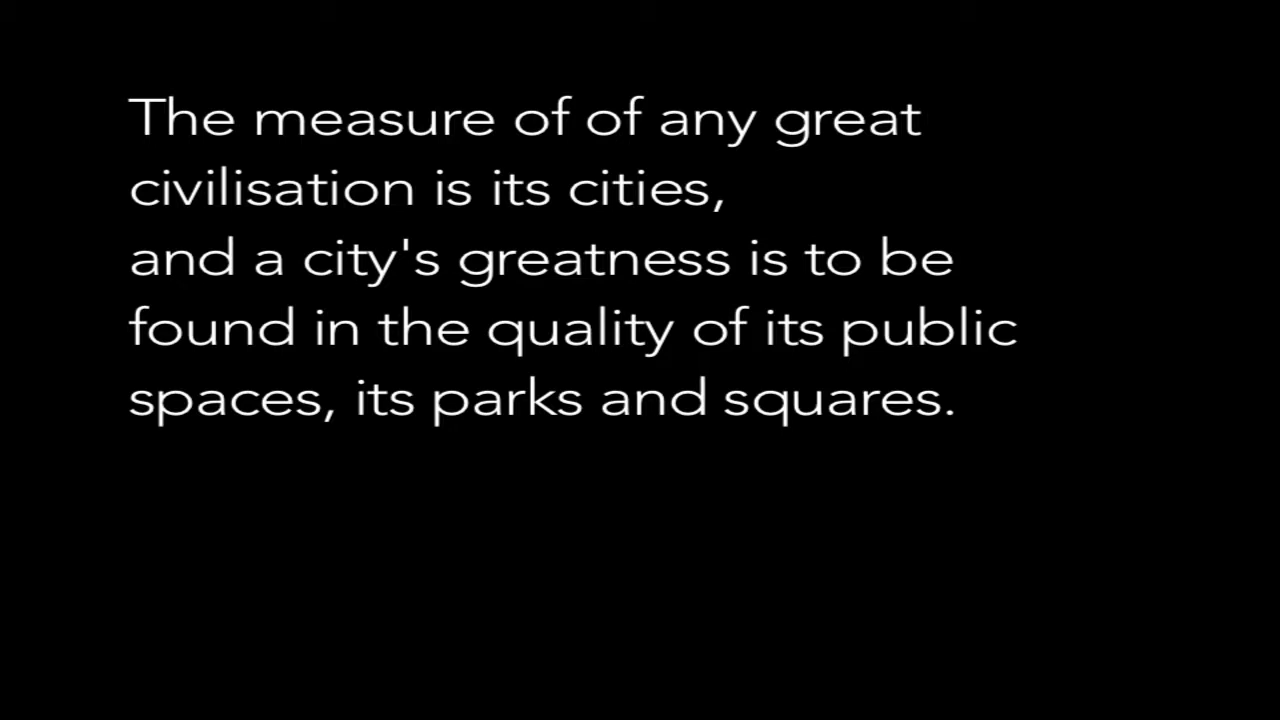 The measure of of any great
civilisation is its cities,
and a city's greatness is to be
found in the quality of its public
spaces, its parks and squares.